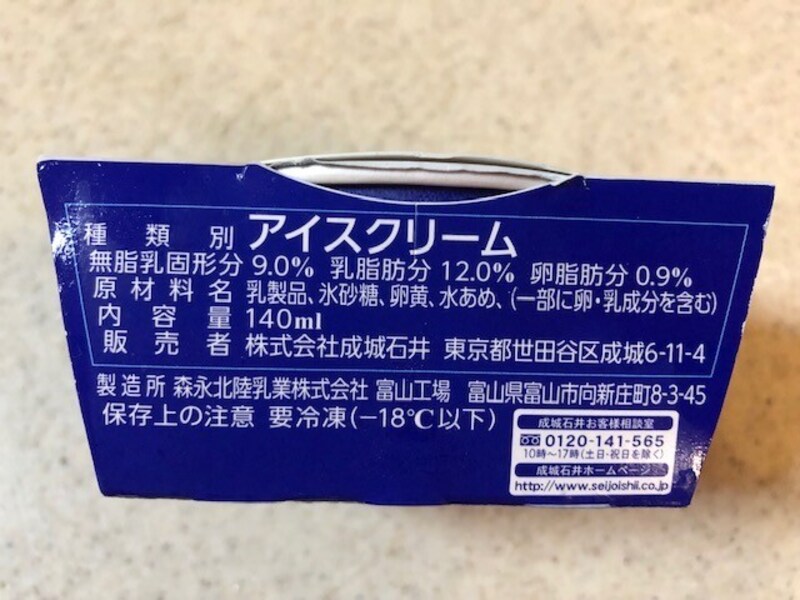 種類別 アイスクリーム
無脂乳固形分 9.0% 乳脂肪分 12.0% 卵脂肪分 0.9%
原材料名 乳製品、氷砂糖、卵黄、水あめ、(一部に卵・乳成分を含む)
内容量 140ml
販売者 株式会社成城石井 東京都世田谷区成城6-11-4
製造所 森永北陸乳業株式会社 富山工場 富山県富山市向新庄町8-3-45
保存上の注意 要冷凍(-18℃以下)
成城石井お客様相談室
0120-141-565
10時~17時(土日・祝日を除く)
成城石井ホームページ
http://www.seijoishii.co.jp